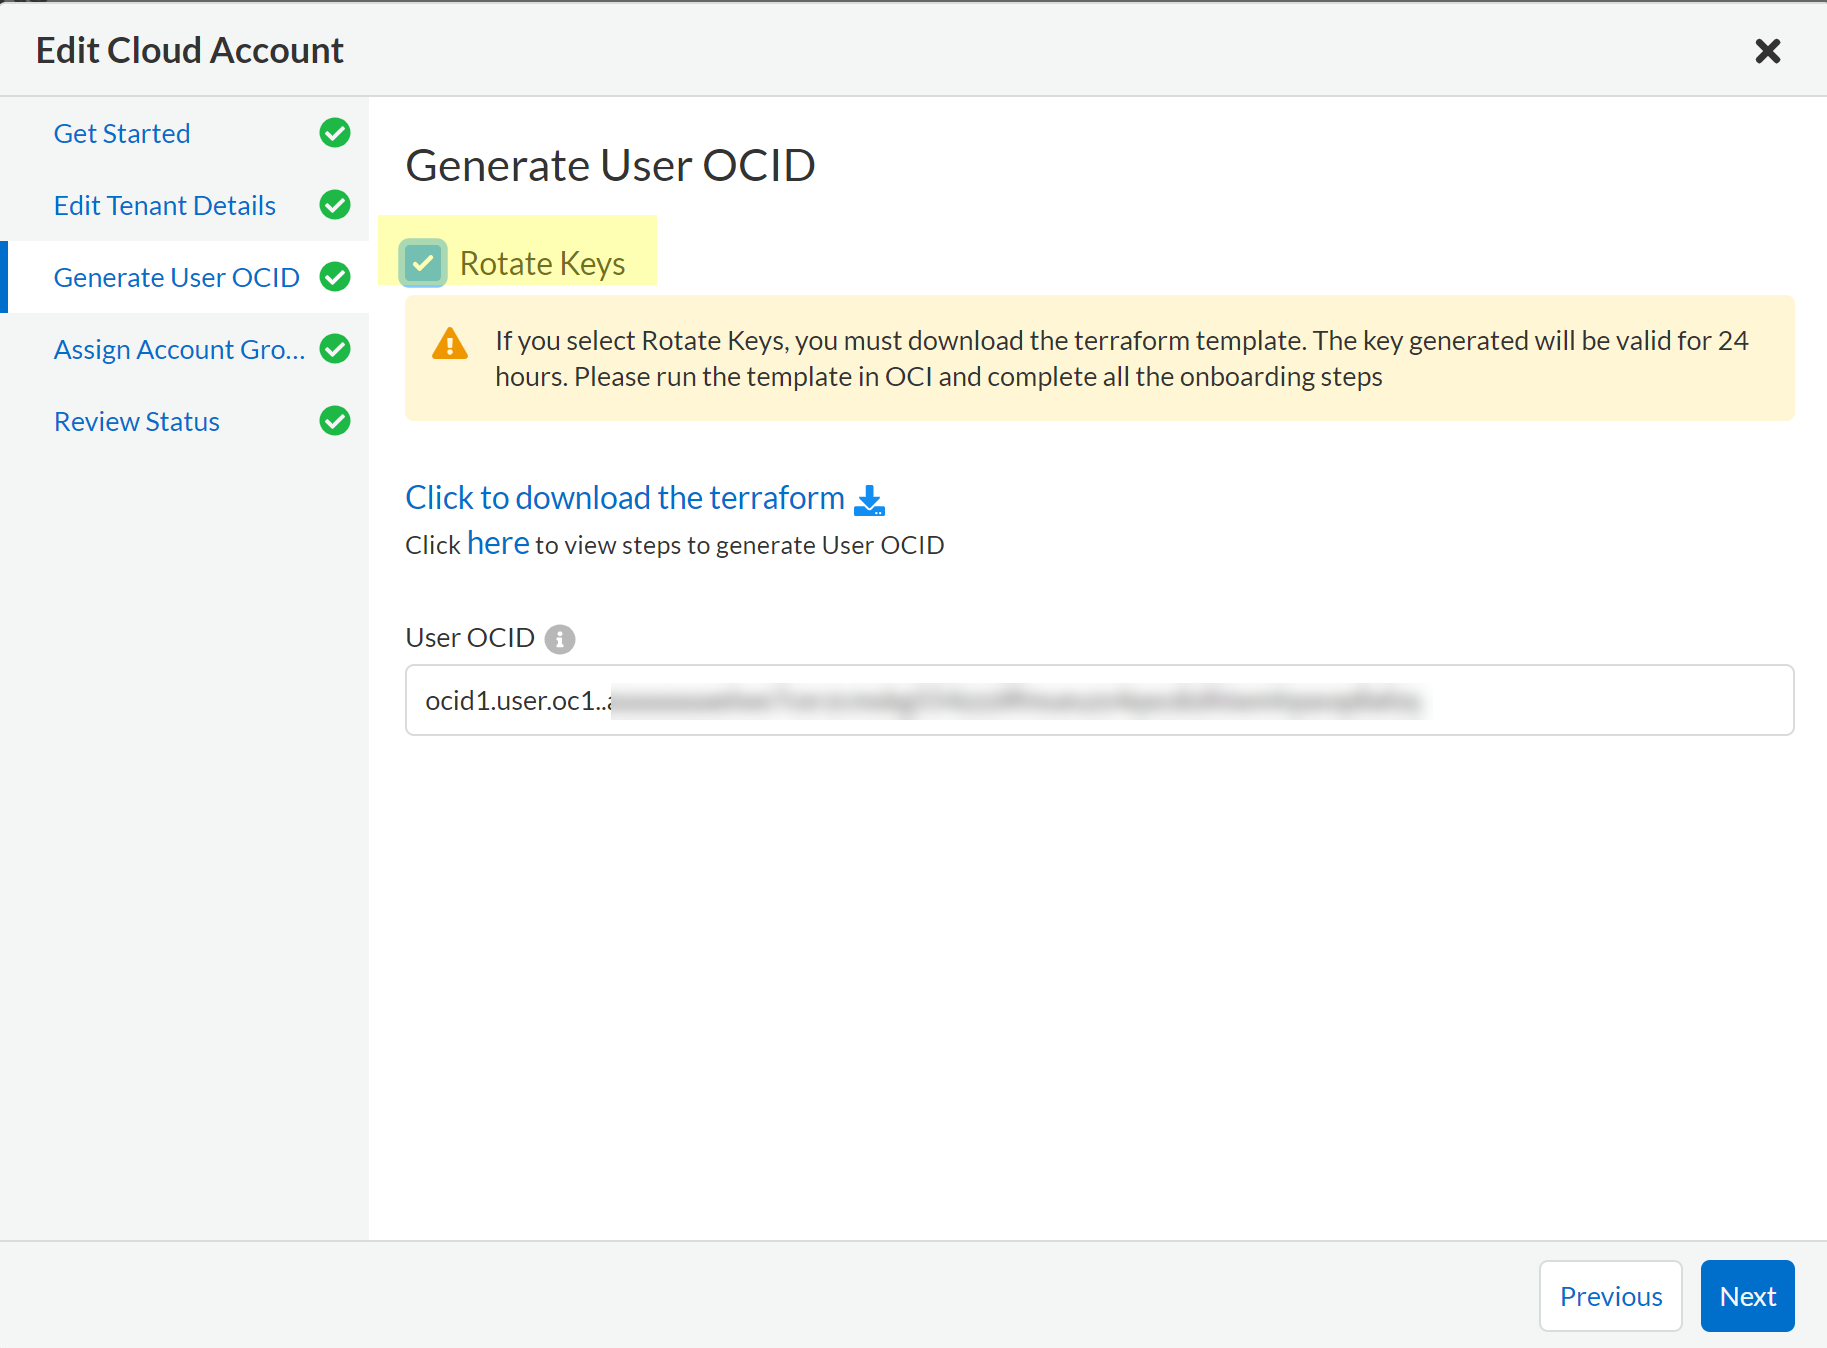 Edit Cloud Account
Get Started
Edit Tenant Details
Generate User OCID
Assign Account Gro...
Review Status
Generate User OCID
Rotate Keys
If you select Rotate Keys, you must download the terraform template. The key generated will be valid for 24
hours. Please run the template in OCI and complete all the onboarding steps
Click to download the terraform
Click here to view steps to generate User OCID
User OCID
ocid1.user.oc1..
Previous
Next